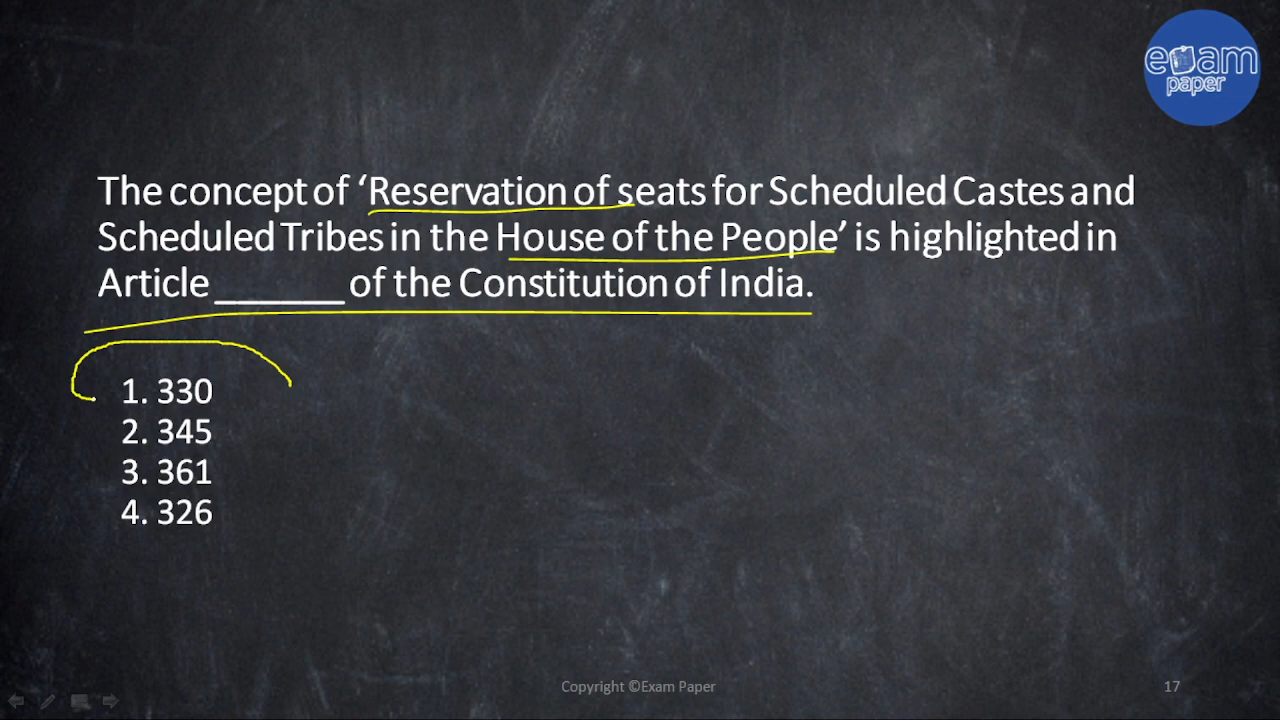 exam
paper
The concept of ‘Reservation of seats for Scheduled Castes and
Scheduled Tribes in the House of the People’ is highlighted in
Article ______ of the Constitution of India.
1. 330
2. 345
3. 361
4. 326
Copyright ©Exam Paper
17